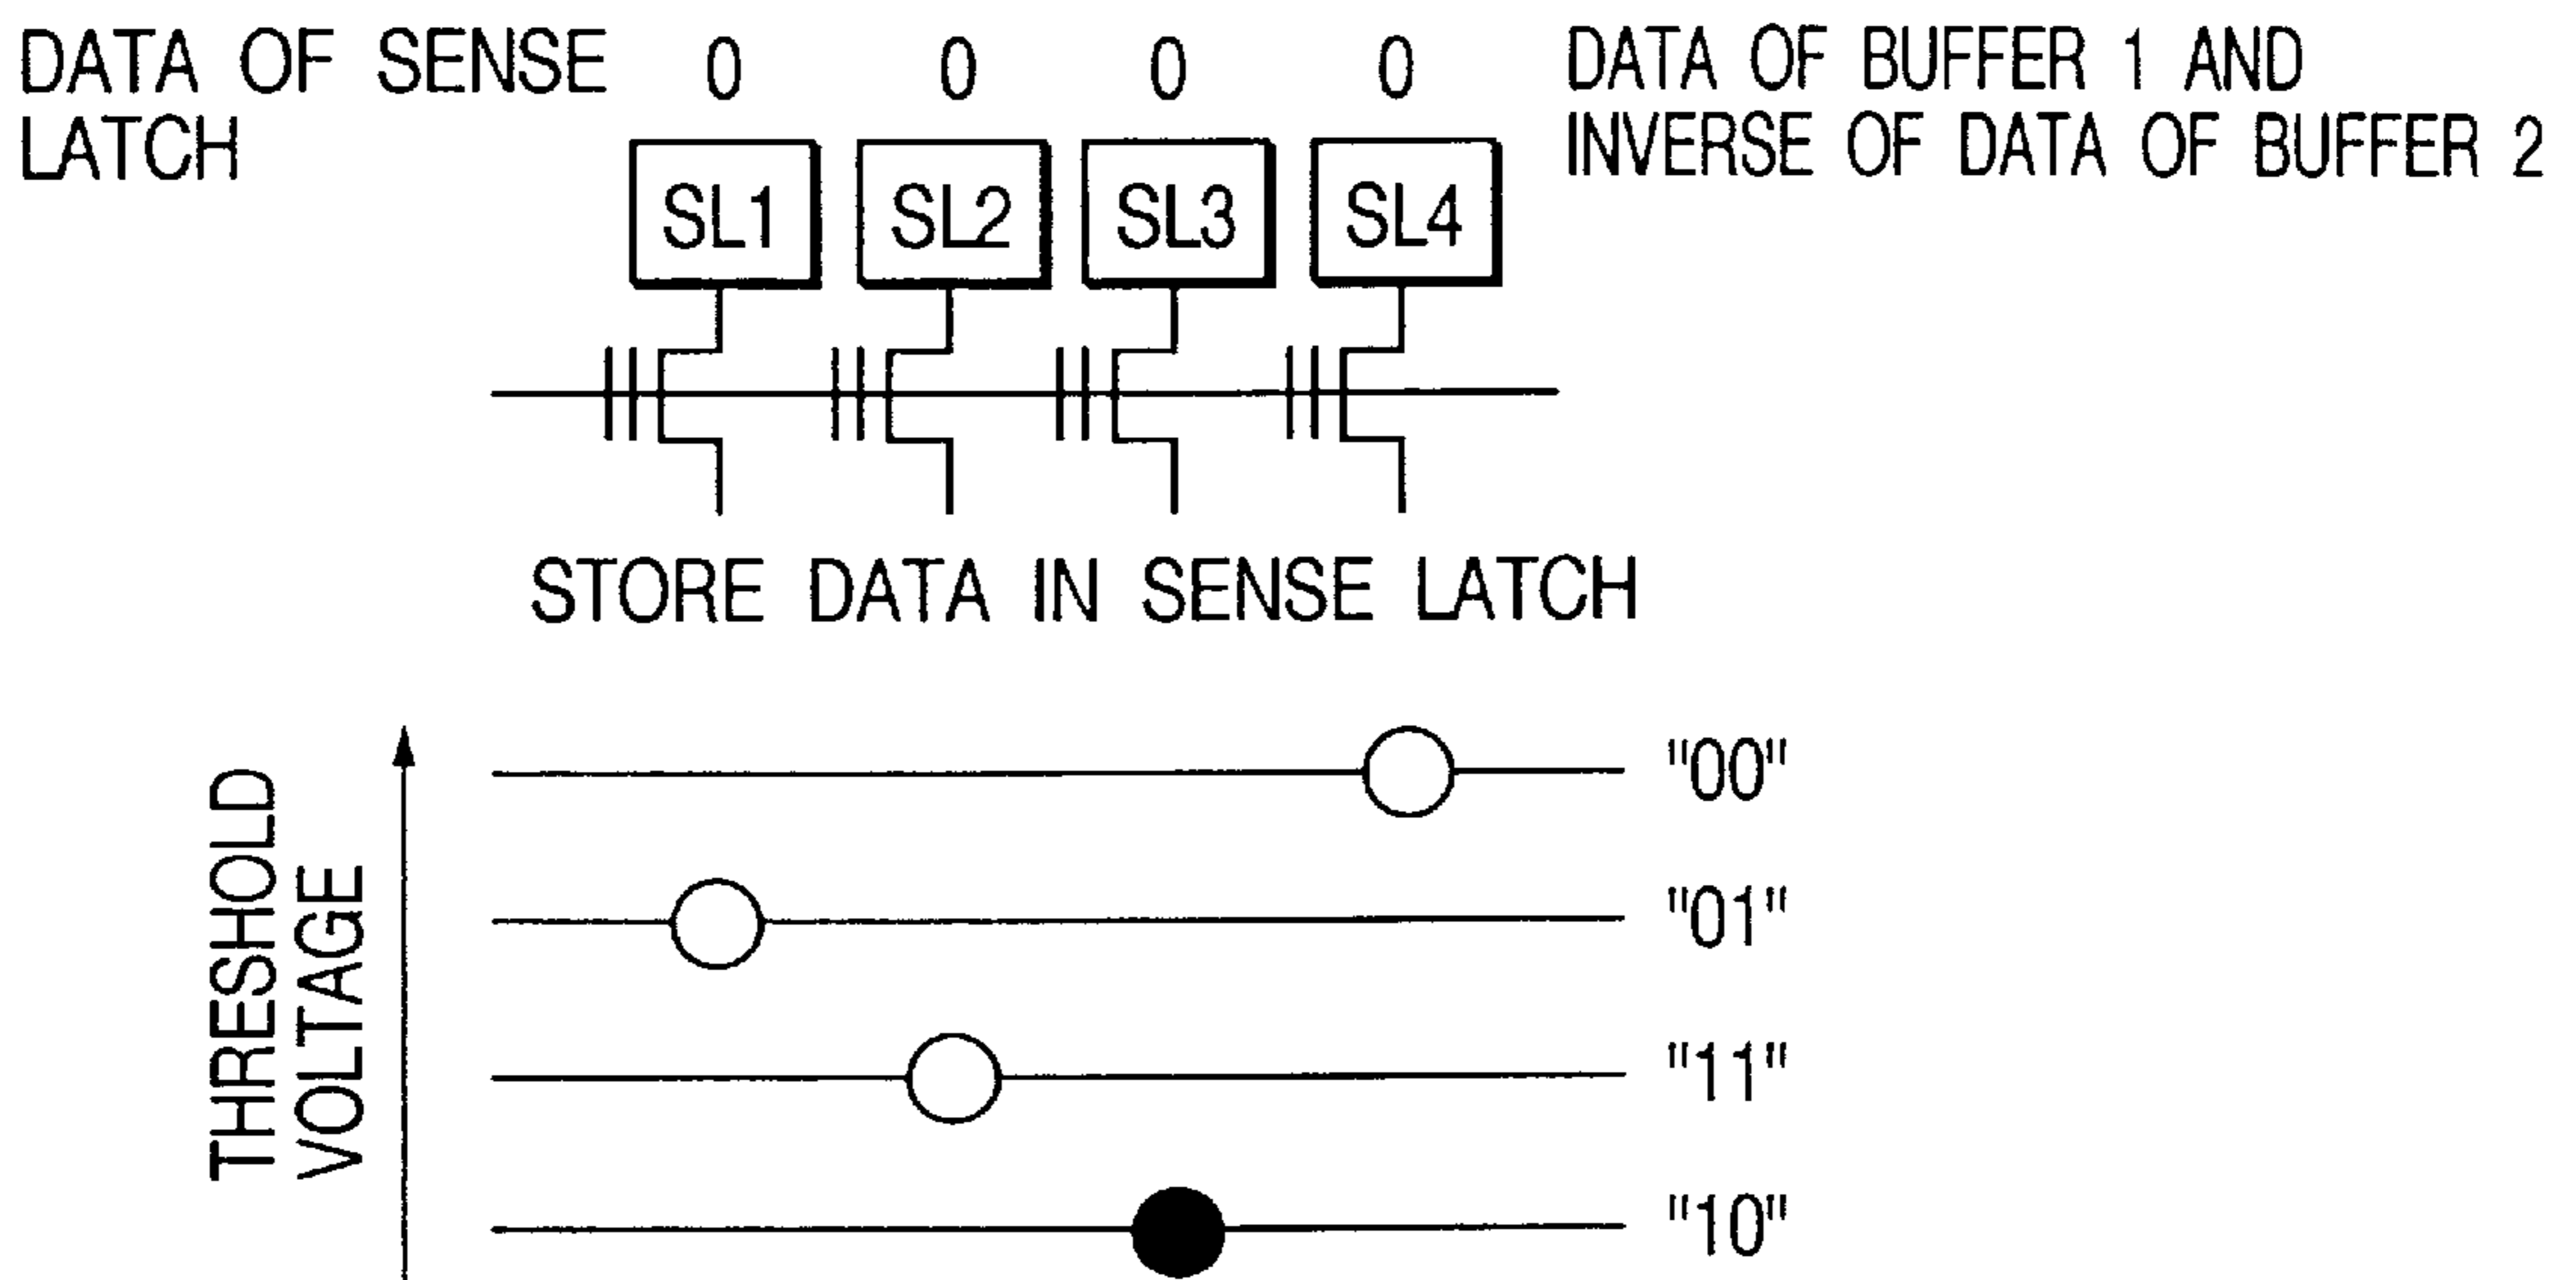 DATA OF SENSE
LATCH
0 0 0 0
DATA OF BUFFER 1 AND
INVERSE OF DATA OF BUFFER 2
SL1 SL2 SL3 SL4
STORE DATA IN SENSE LATCH
THRESHOLD
VOLTAGE
"00"
"01"
"11"
"10"